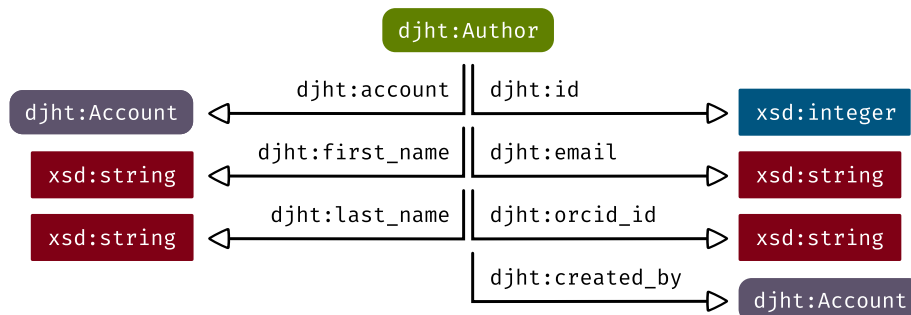 djht:Author
djht:account djht:id
djht:Account xsd:integer
djht:first_name djht:email
xsd:string xsd:string
djht:last_name djht:orcid_id
xsd:string xsd:string
djht:created_by
djht:Account